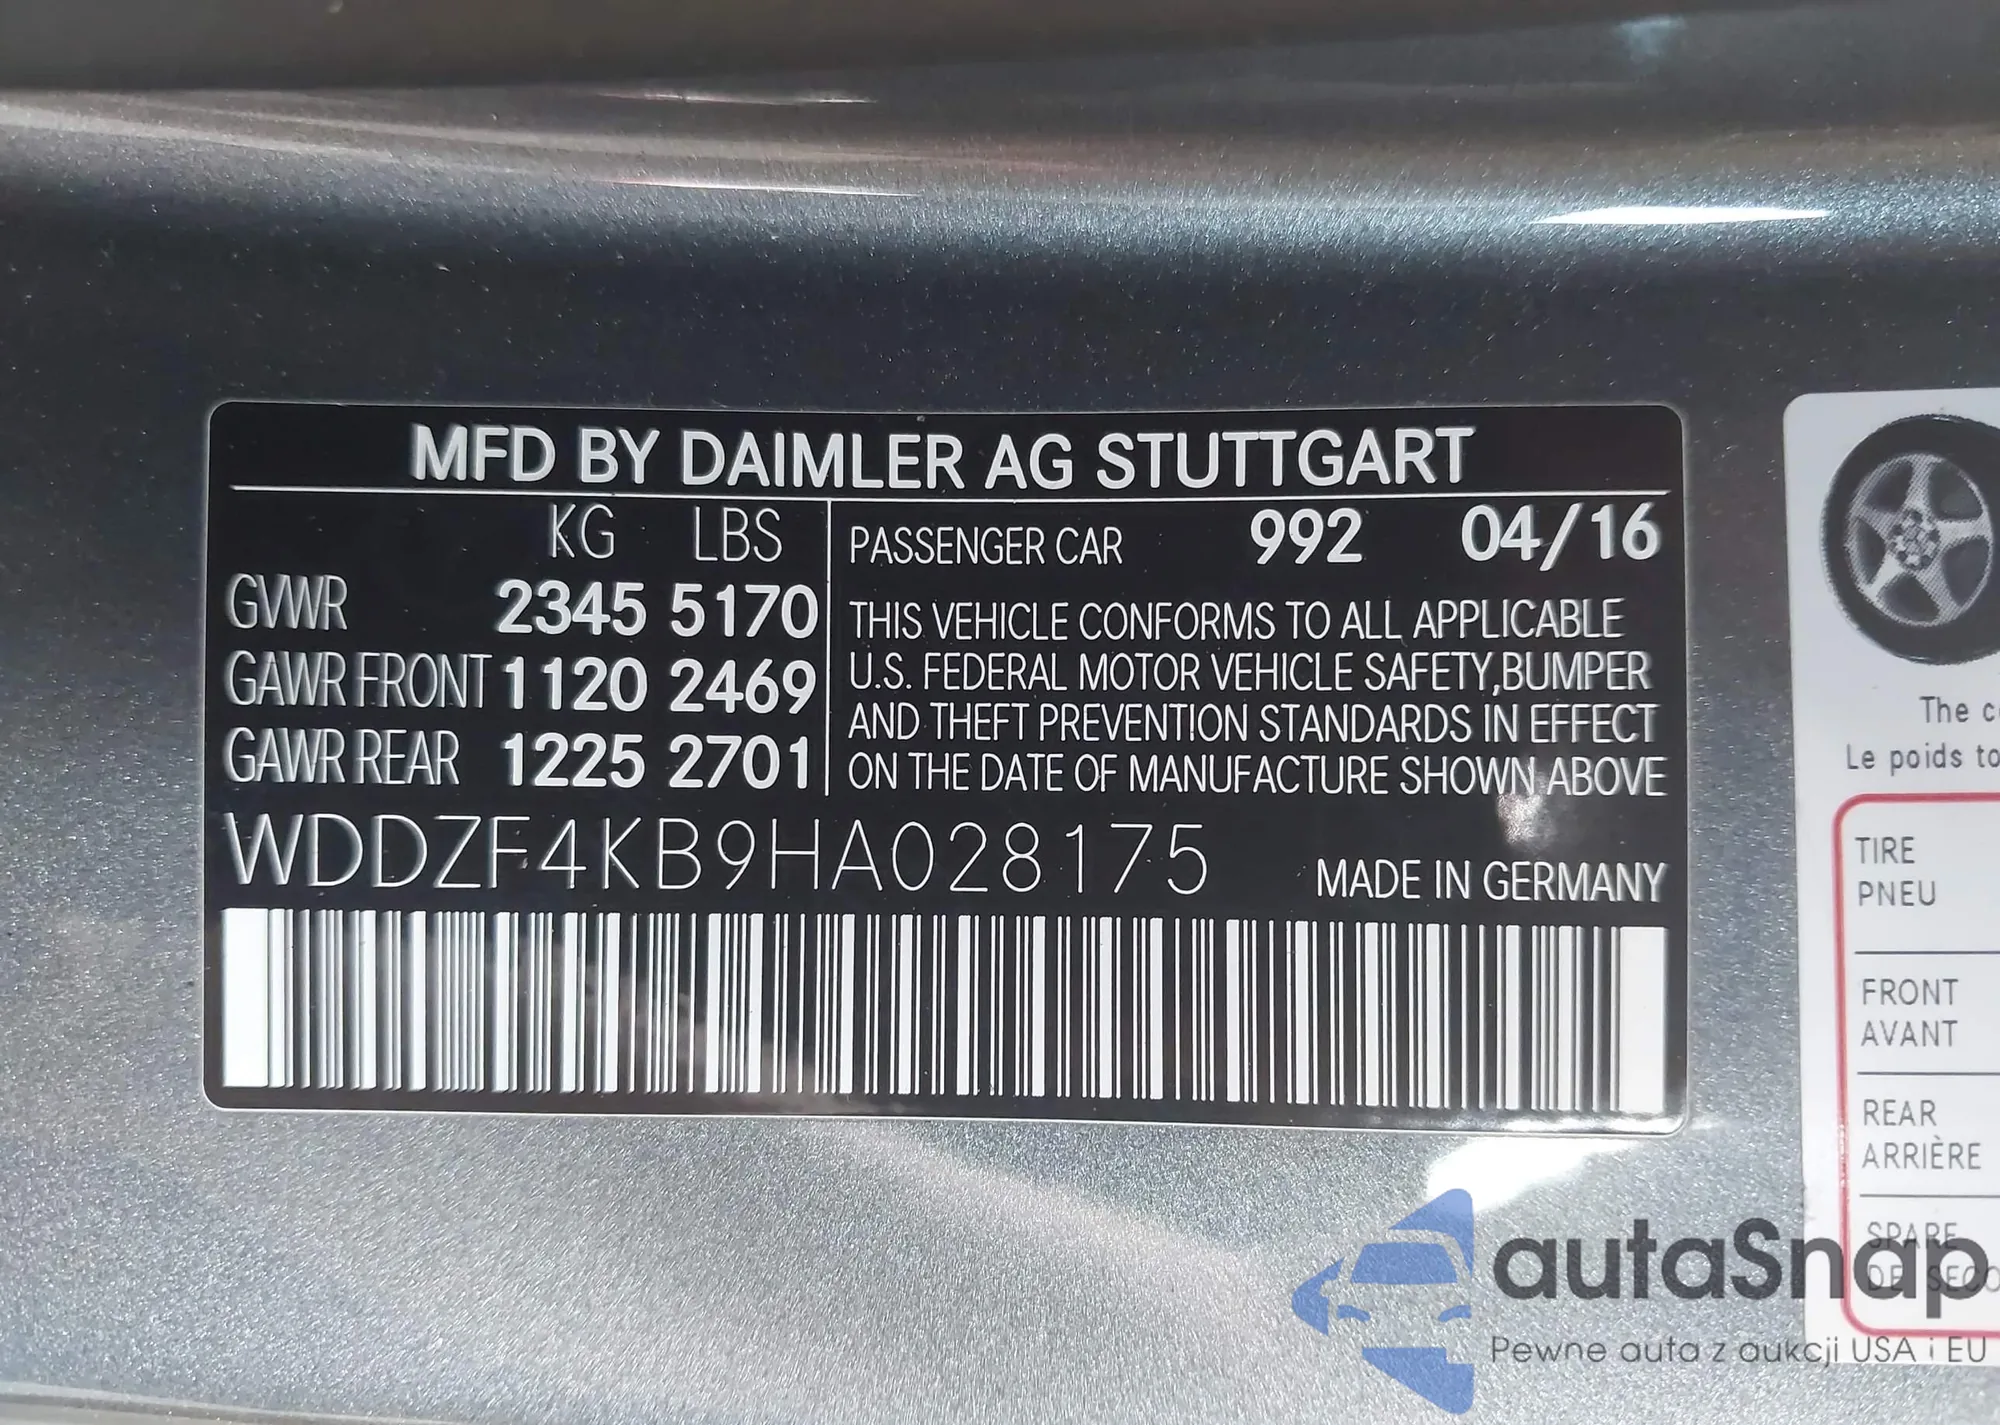 MFD BY DAIMLER AG STUTTGART
KG LBS
GVWR 2345 5170
GAWR FRONT 1120 2469
GAWR REAR 1225 2701
PASSENGER CAR 992 04/16
THIS VEHICLE CONFORMS TO ALL APPLICABLE
U.S. FEDERAL MOTOR VEHICLE SAFETY,BUMPER
AND THEFT PREVENTION STANDARDS IN EFFECT
ON THE DATE OF MANUFACTURE SHOWN ABOVE
WDDZF4KB9HA028175
MADE IN GERMANY
The
Le poids
TIRE
PNEU
FRONT
AVANT
REAR
ARRIÈRE
SPARE
DE
autaSnap
Pewne auta z aukcji USA i EU